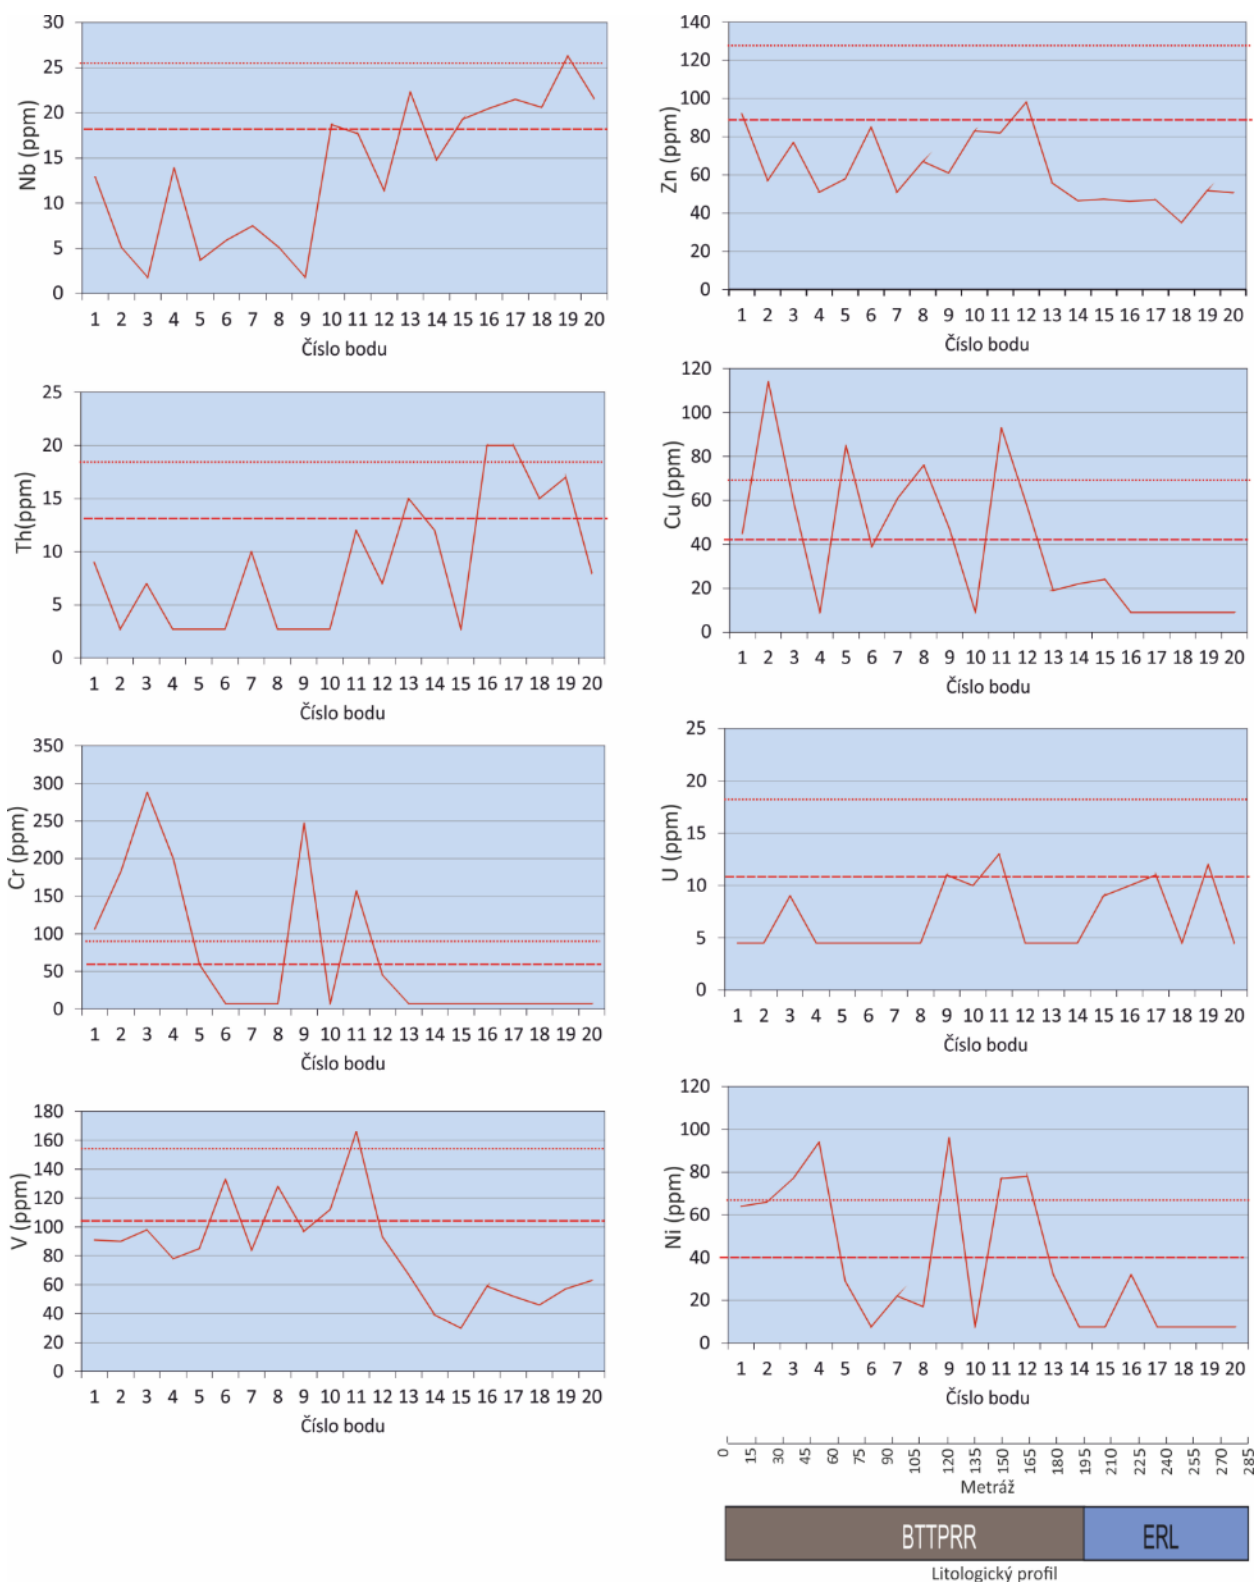 Nb (ppm)
30
25
20
15
10
5
0
1 2 3 4 5 6 7 8 9 10 11 12 13 14 15 16 17 18 19 20
Číslo bodu
Zn (ppm)
140
120
100
80
60
40
20
0
1 2 3 4 5 6 7 8 9 10 11 12 13 14 15 16 17 18 19 20
Číslo bodu
Th(ppm)
25
20
15
10
5
0
1 2 3 4 5 6 7 8 9 10 11 12 13 14 15 16 17 18 19 20
Číslo bodu
Cu (ppm)
120
100
80
60
40
20
0
1 2 3 4 5 6 7 8 9 10 11 12 13 14 15 16 17 18 19 20
Číslo bodu
Cr (ppm)
350
300
250
200
150
100
50
0
1 2 3 4 5 6 7 8 9 10 11 12 13 14 15 16 17 18 19 20
Číslo bodu
U (ppm)
25
20
15
10
5
0
1 2 3 4 5 6 7 8 9 10 11 12 13 14 15 16 17 18 19 20
Číslo bodu
V (ppm)
180
160
140
120
100
80
60
40
20
0
1 2 3 4 5 6 7 8 9 10 11 12 13 14 15 16 17 18 19 20
Číslo bodu
Ni (ppm)
120
100
80
60
40
20
0
1 2 3 4 5 6 7 8 9 10 11 12 13 14 15 16 17 18 19 20
Číslo bodu
0 15 30 45 60 75 90 105 120 135 150 165 180 195 210 225 240 255 270 285
Metráž
BTTPRR ERL
Litologický profil